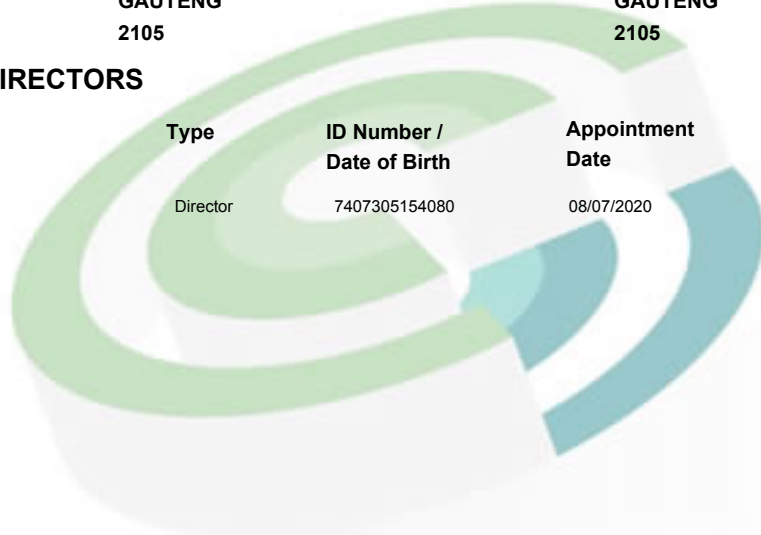 GAUTENG GAUTENG
2105 2105
IRECTORS
Type ID Number / Appointment
Date of Birth Date
Director 7407305154080 08/07/2020